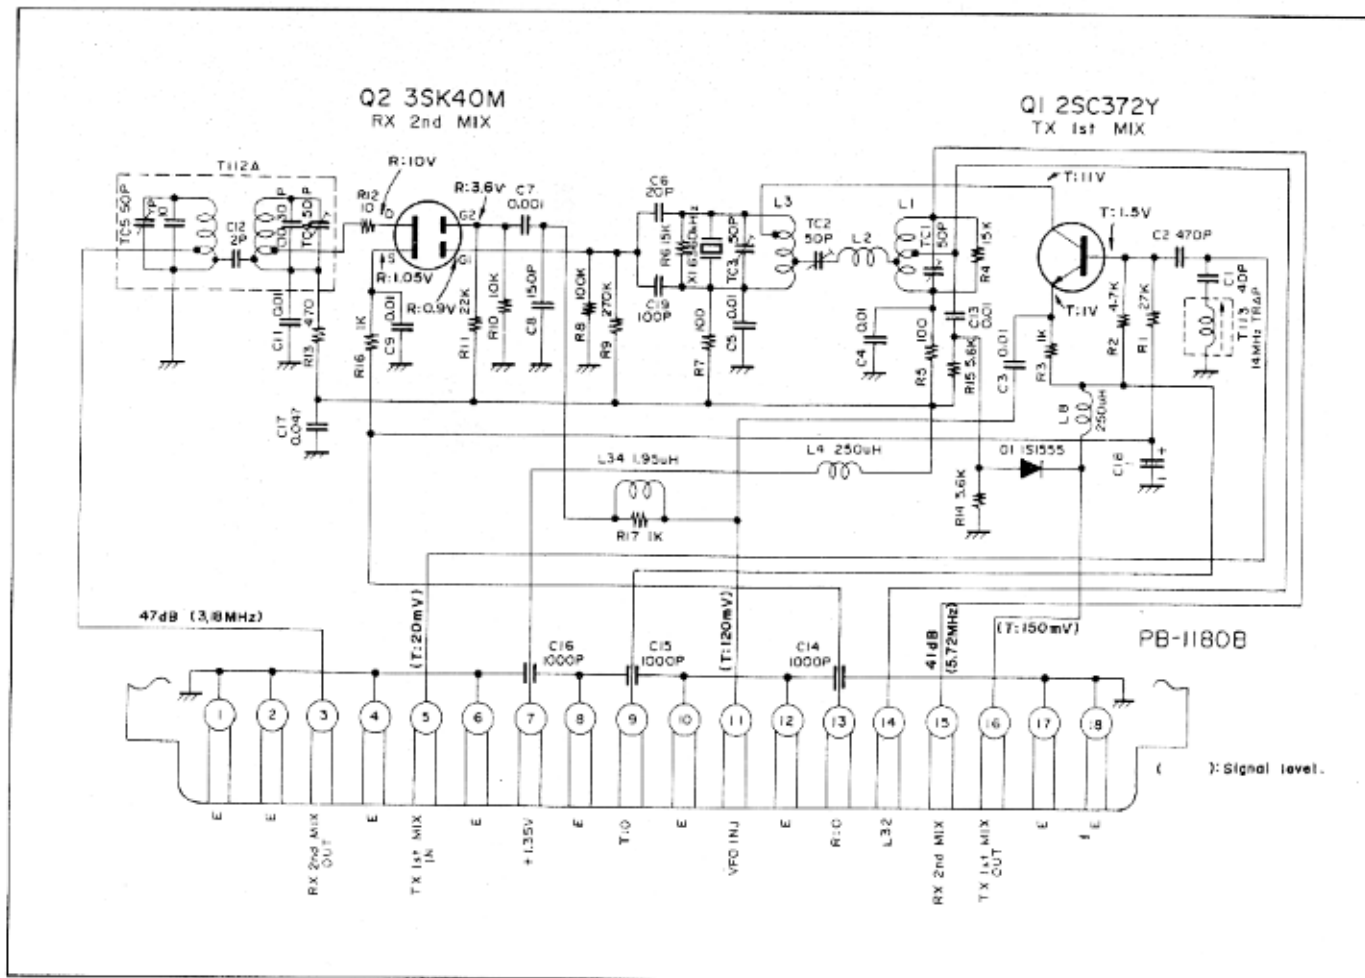 Q2 3SK40M
RX 2nd MIX
Q1 2SC372Y
TX 1st MIX
T112A
R:10V
R:3.6V
C7
0.001
R12
10
D
G2
S
G1
R:1.05V
R:0.9V
TC5 50P
10
C12
2P
TC4 50P
C11 0.01
R13 470
C17
0.047
R16 1K
C9 0.01
R11 22K
R10 10K
C8 150P
R8 100K
R9 270K
C6
20P
C19
100P
R6 15K
X1
TC3 50P
R7 100
C5 0.01
L3
TC2
50P
L2
L1
TC1 50P
R4 15K
T:11V
T:1.5V
C2 470P
T:1V
C1 40P
T113
14MHz TRAP
C4 0.01
R5 100
C13
0.01
R15 5.6K
C3 0.01
R3 1K
R2 4.7K
R1 27K
L8
250uH
L34 1.95uH
L4 250uH
D1 1S1555
C18
+
-
R14 5.6K
R17 1K
47dB (3,18MHz)
(T:20mV)
C16
1000P
C15
1000P
(T:120mV)
C14
1000P
41dB
(5.72MHz)
(T:150mV)
PB-1180B
1 2 3 4 5 6 7 8 9 10 11 12 13 14 15 16 17 18
( ):Signal level.
E
E
RX 2nd MIX
OUT
E
TX 1st MIX
IN
E
+1.35V
E
T10
E
VFO INJ
E
R10
L32
RX 2nd MIX
TX 1st MIX
OUT
E
E